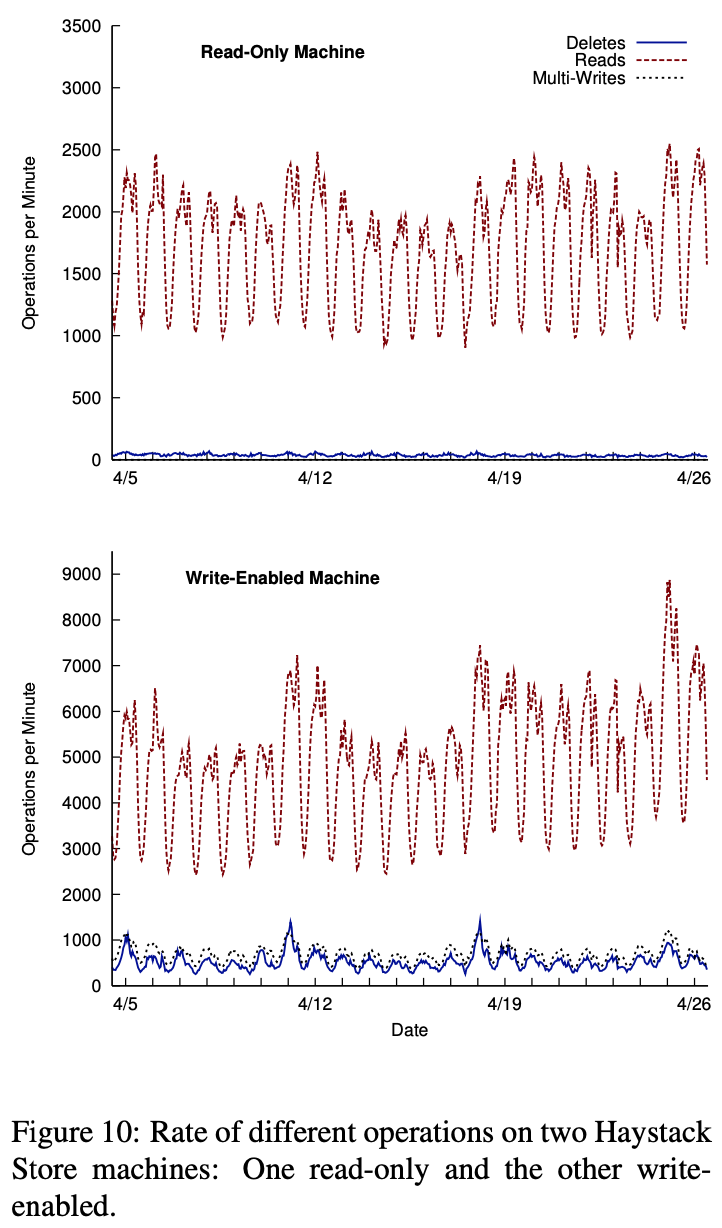 3500
3000
2500
2000
1500
1000
500
0
Operations per Minute
Read-Only Machine
Deletes
Reads
Multi-Writes
4/5 4/12 4/19 4/26
9000
8000
7000
6000
5000
4000
3000
2000
1000
0
Operations per Minute
Write-Enabled Machine
4/5 4/12 4/19 4/26
Date
Figure 10: Rate of different operations on two Haystack
Store machines: One read-only and the other write-
enabled.